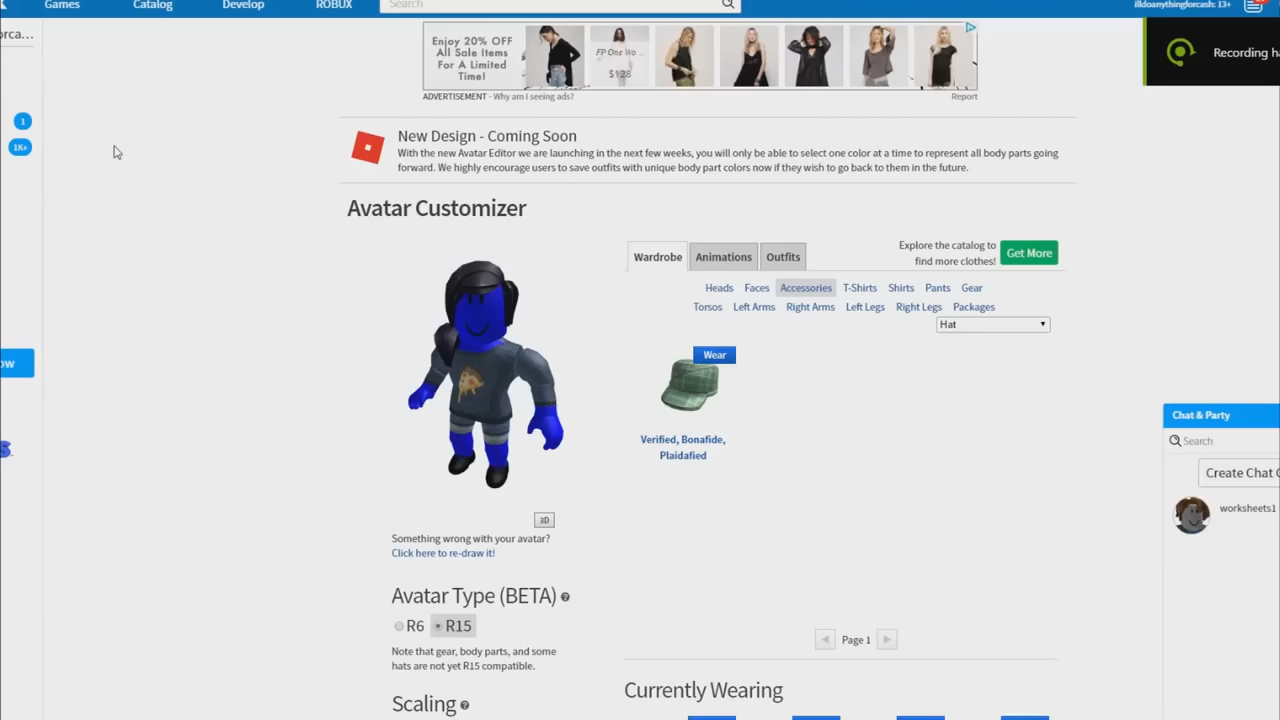 Games Catalog Develop ROBUX Search illdoanythingforcash: 13+
orca...
Enjoy 20% OFF
All Sale Items
For A Limited
Time!
FP One Wo...
$128
ADVERTISEMENT - Why am I seeing ads? Report
Recording ha
1
1K+
New Design - Coming Soon
With the new Avatar Editor we are launching in the next few weeks, you will only be able to select one color at a time to represent all body parts going
forward. We highly encourage users to save outfits with unique body part colors now if they wish to go back to them in the future.
Avatar Customizer
Wardrobe Animations Outfits
Explore the catalog to
find more clothes!
Get More
Heads Faces Accessories T-Shirts Shirts Pants Gear
Torsos Left Arms Right Arms Left Legs Right Legs Packages
Hat
Wear
Verified, Bonafide,
Plaidafied
ow
Chat & Party
Search
Create Chat G
worksheets1
3D
Something wrong with your avatar?
Click here to re-draw it!
Avatar Type (BETA)
R6 R15
Note that gear, body parts, and some
hats are not yet R15 compatible.
Page 1
Scaling
Currently Wearing